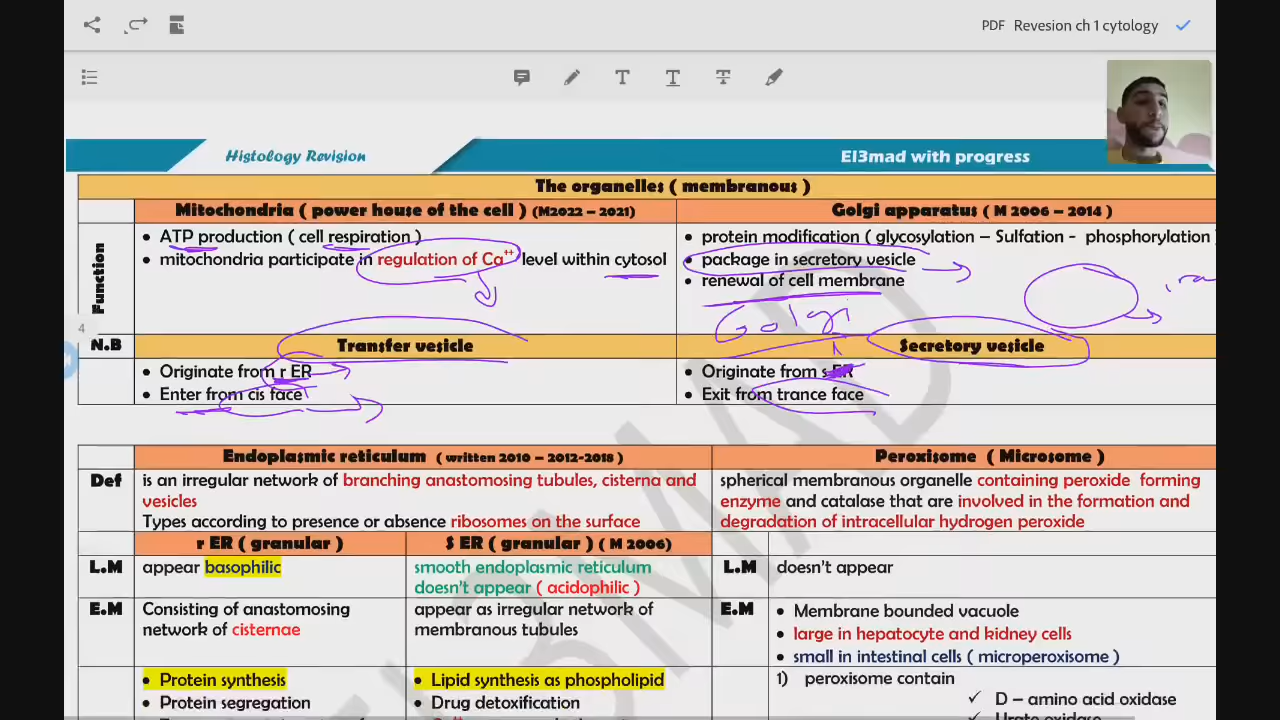 PDF Revesion ch 1 cytology
Histology Revision
El3mad with progress
The organelles ( membranous )
Mitochondria ( power house of the cell ) (M2022 – 2021)
Golgi apparatus ( M 2006 – 2014 )
Function
• ATP production ( cell respiration )
• mitochondria participate in regulation of Ca++ level within cytosol
• protein modification ( glycosylation – Sulfation - phosphorylation )
• package in secretory vesicle
• renewal of cell membrane
Golgi
4
N.B
Transfer vesicle
Secretory vesicle
• Originate from r ER
• Enter from cis face
• Originate from s ER
• Exit from trance face
Endoplasmic reticulum ( written 2010 – 2012-2018 )
Peroxisome ( Microsome )
Def
is an irregular network of branching anastomosing tubules, cisterna and
vesicles
Types according to presence or absence ribosomes on the surface
spherical membranous organelle containing peroxide forming
enzyme and catalase that are involved in the formation and
degradation of intracellular hydrogen peroxide
r ER ( granular )
S ER ( granular ) ( M 2006)
L.M
appear basophilic
smooth endoplasmic reticulum
doesn't appear ( acidophilic )
L.M
doesn't appear
E.M
Consisting of anastomosing
network of cisternae
appear as irregular network of
membranous tubules
E.M
• Membrane bounded vacuole
• large in hepatocyte and kidney cells
• small in intestinal cells ( microperoxisome )
• Protein synthesis
• Protein segregation
• Lipid synthesis as phospholipid
• Drug detoxification
1) peroxisome contain
✓ D – amino acid oxidase
✓ Urate oxidase